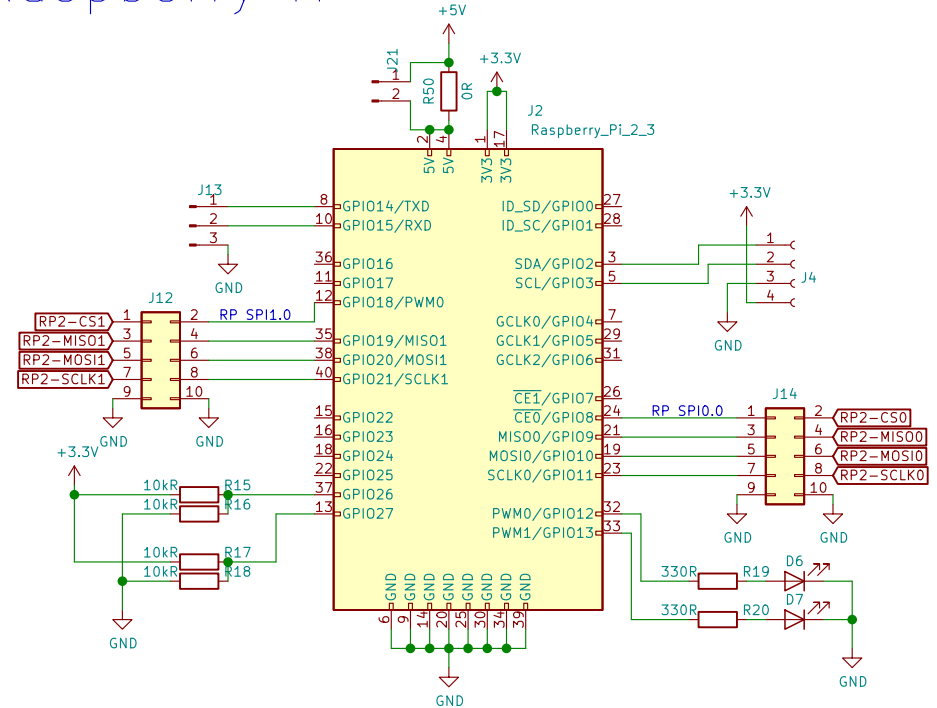 Raspberry Pi
+5V
J21
1
2
R50
0R
+3.3V
J2
Raspberry_Pi_2_3
2
4
1
17
5V
5V
3V3
3V3
J13
1
2
3
GND
8
GPIO14/TXD
10
GPIO15/RXD
36
GPIO16
11
GPIO17
12
GPIO18/PWM0
35
GPIO19/MISO1
38
GPIO20/MOSI1
40
GPIO21/SCLK1
15
GPIO22
16
GPIO23
18
GPIO24
22
GPIO25
37
GPIO26
13
GPIO27
ID_SD/GPIO0
27
ID_SC/GPIO1
28
SDA/GPIO2
3
SCL/GPIO3
5
GCLK0/GPIO4
7
GCLK1/GPIO5
29
GCLK2/GPIO6
31
CE1/GPIO7
26
CE0/GPIO8
24
MISO0/GPIO9
21
MOSI0/GPIO10
19
SCLK0/GPIO11
23
PWM0/GPIO12
32
PWM1/GPIO13
33
GND GND GND GND GND GND GND GND
6 9 14 20 25 30 34 39
GND
J12
RP SPI1.0
RP2-CS1 1 2
RP2-MISO1 3 4
RP2-MOSI1 5 6
RP2-SCLK1 7 8
9 10
GND GND
+3.3V
10kR R15
10kR R16
10kR R17
10kR R18
GND
+3.3V
1
2
3
4
J4
GND
J14
RP SPI0.0
1 2 RP2-CS0
3 4 RP2-MISO0
5 6 RP2-MOSI0
7 8 RP2-SCLK0
9 10
GND GND
330R R19 D6
330R R20 D7
GND